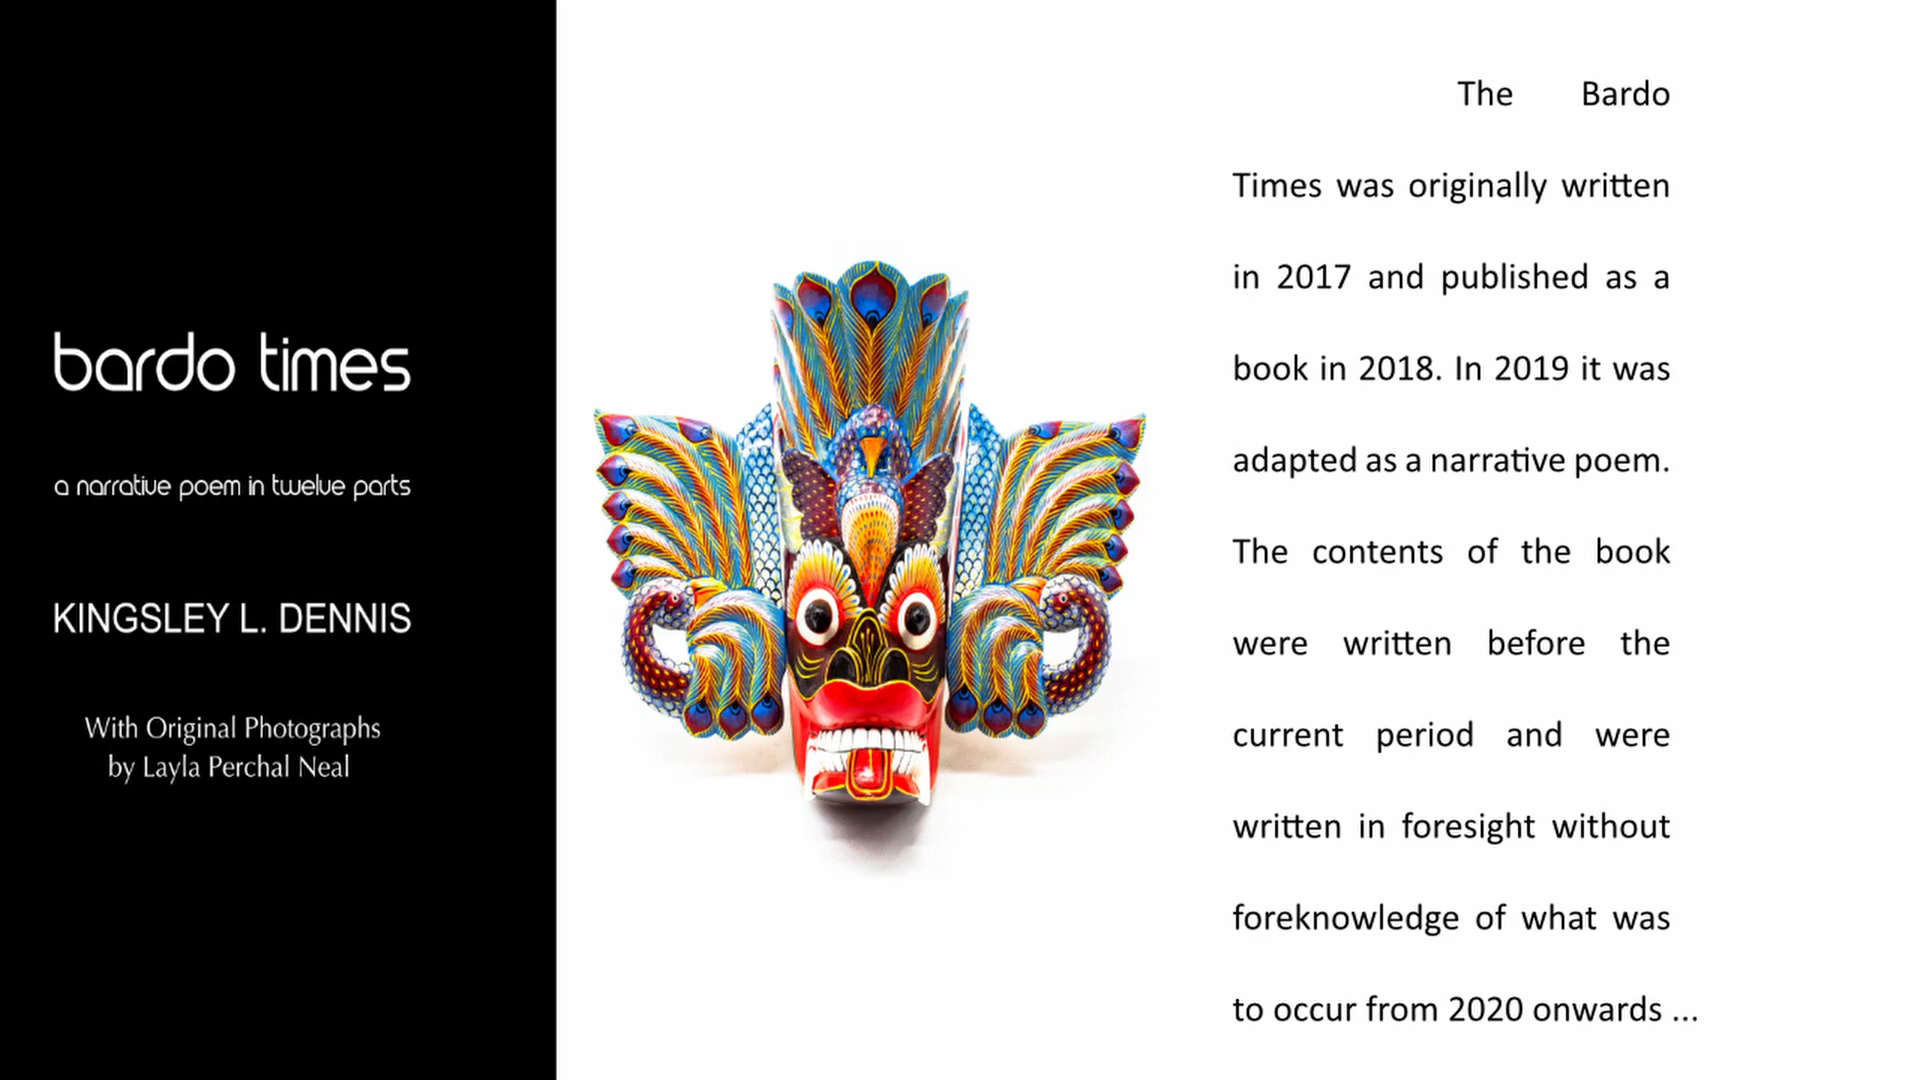 bardo times
a narrative poem in twelve parts
KINGSLEY L. DENNIS
With Original Photographs
by Layla Perchal Neal
The Bardo
Times was originally written
in 2017 and published as a
book in 2018. In 2019 it was
adapted as a narrative poem.
The contents of the book
were written before the
current period and were
written in foresight without
foreknowledge of what was
to occur from 2020 onwards ...